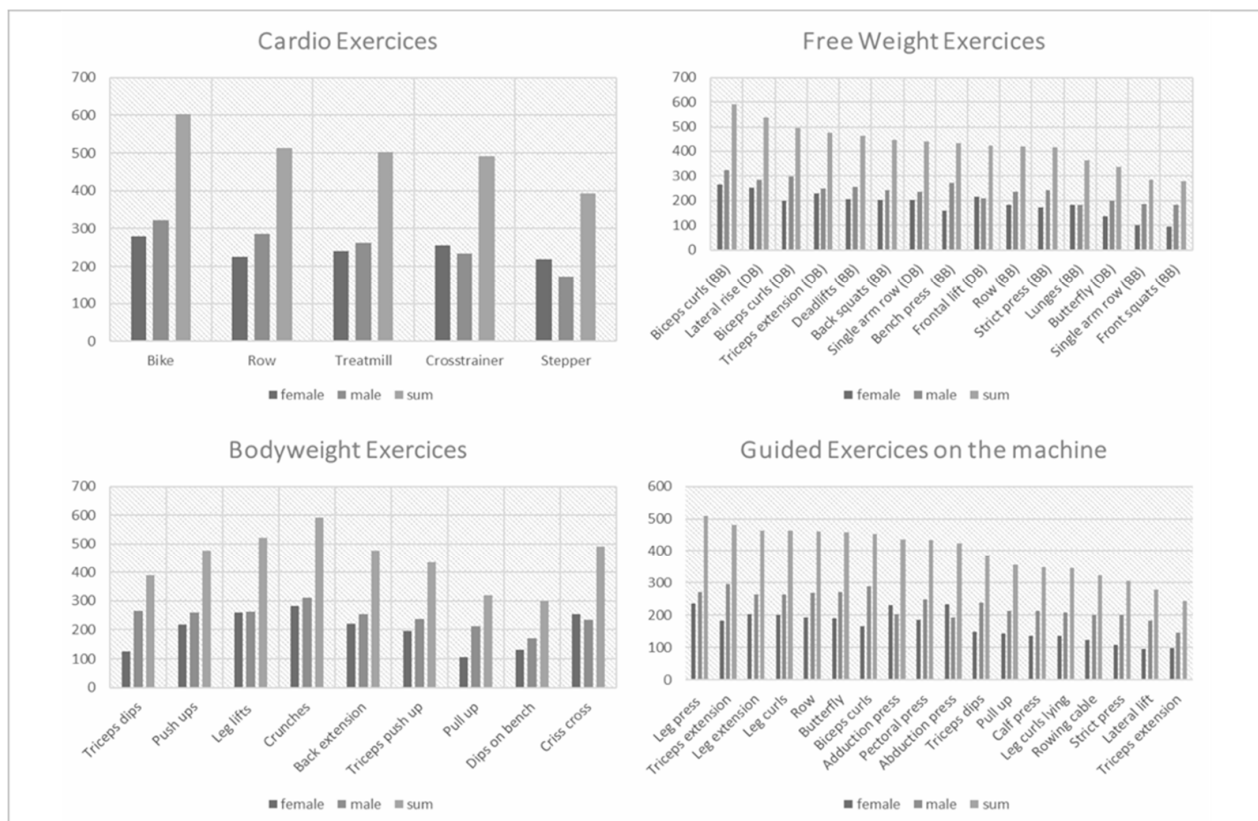 Cardio Exercices
700
600
500
400
300
200
100
0
Bike Row Treatmill Crosstrainer Stepper
female male sum
Free Weight Exercices
700
600
500
400
300
200
100
0
Biceps curls (BB)
Lateral rise (DB)
Biceps curls (DB)
Triceps extension (DB)
Deadlifts (BB)
Back squats (BB)
Single arm row (DB)
Bench press (BB)
Frontal lift (DB)
Row (BB)
Strict press (BB)
Lunges (BB)
Butterfly (DB)
Single arm row (BB)
Front squats (BB)
female male sum
Bodyweight Exercices
700
600
500
400
300
200
100
0
Triceps dips
Push ups
Leg lifts
Crunches
Back extension
Triceps push up
Pull up
Dips on bench
Criss cross
female male sum
Guided Exercices on the machine
600
500
400
300
200
100
0
Leg press
Triceps extension
Leg extension
Leg curls
Row
Butterfly
Biceps curls
Adduction press
Pectoral press
Abduction press
Triceps dips
Pull up
Calf press
Leg curls lying
Rowing cable
Strict press
Lateral lift
Triceps extension
female male sum